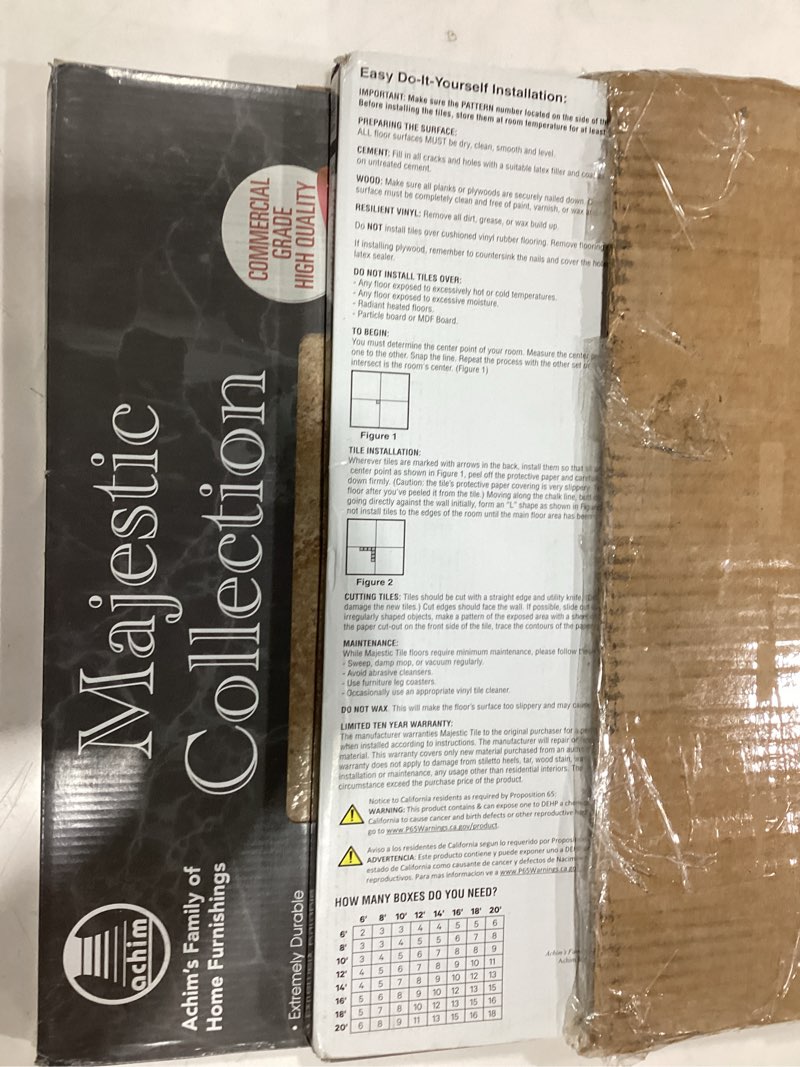 COMMERCIAL
GRADE
HIGH QUALITY
Majestic
Collection
achim
Achim's Family of
Home Furnishings
• Extremely Durable
Easy Do-It-Yourself Installation:
IMPORTANT: Make sure the PATTERN number located on the side of
Before installing the tiles, store them at room temperature for at least
PREPARING THE SURFACE:
ALL floor surfaces MUST be dry, clean, smooth and level.
CEMENT: Fill in all cracks and holes with a suitable latex filler and
on untreated cement.
WOOD: Make sure all planks or plywoods are securely nailed down.
surface must be completely clean and free of paint, varnish, or wax
RESILIENT VINYL: Remove all dirt, grease, or wax build up.
Do NOT install tiles over cushioned vinyl rubber flooring. Remove flooring
If installing plywood, remember to countersink the nails and cover the
latex sealer.
DO NOT INSTALL TILES OVER:
- Any floor exposed to excessively hot or cold temperatures.
- Any floor exposed to excessive moisture.
- Radiant heated floors.
- Particle board or MDF Board.
TO BEGIN:
You must determine the center point of your room. Measure the center
one to the other. Snap the line. Repeat the process with the other set
intersect is the room's center. (Figure 1)
Figure 1
TILE INSTALLATION:
Wherever tiles are marked with arrows in the back, install them so that
center point as shown in Figure 1, peel off the protective paper and
down firmly. (Caution: the tile's protective paper covering is very slippery.
floor after you've peeled it from the tile.) Moving along the chalk line,
going directly against the wall initially, form an "L" shape as shown in
not install tiles to the edges of the room until the main floor area has
Figure 2
CUTTING TILES: Tiles should be cut with a straight edge and utility knife.
damage the new tiles.) Cut edges should face the wall. If possible, slide
irregularly shaped objects, make a pattern of the exposed area with a
the paper cut-out on the front side of the tile, trace the contours of the
MAINTENANCE:
While Majestic Tile floors require minimum maintenance, please follow
- Sweep, damp mop, or vacuum regularly.
- Avoid abrasive cleansers.
- Use furniture leg coasters.
- Occasionally use an appropriate vinyl tile cleaner.
DO NOT WAX. This will make the floor's surface too slippery and may
LIMITED TEN YEAR WARRANTY:
The manufacturer warranties Majestic Tile to the original purchaser for
when installed according to instructions. The manufacturer will repair or
material. This warranty covers only new material purchased from an
warranty does not apply to damage from stiletto heels, tar, wood stain,
installation or maintenance, any usage other than residential interiors. The
circumstance exceed the purchase price of the product.
Notice to California residents as required by Proposition 65:
WARNING: This product contains & can expose one to DEHP a
California to cause cancer and birth defects or other reproductive
go to www.P65Warnings.ca.gov/product.
Aviso a los residentes de California segun lo requerido por
ADVERTENCIA: Este producto contiene y puede exponer uno a
estado de California como causante de cancer y defectos de
reproductivos. Para mas informacion ve a www.P65Warnings.ca.
HOW MANY BOXES DO YOU NEED?
6' 8' 10' 12' 14' 16' 18' 20'
6' 2 3 3 4 4 5 5 6
8' 3 3 4 5 5 6 7 8
10' 3 4 5 6 7 8 8 9
12' 4 5 6 7 8 9 10 11
14' 4 5 7 8 9 10 12 13
16' 5 6 8 9 10 12 13 15
18' 5 7 8 10 12 13 15 16
20' 6 8 9 11 13 15 16 18
Achim's